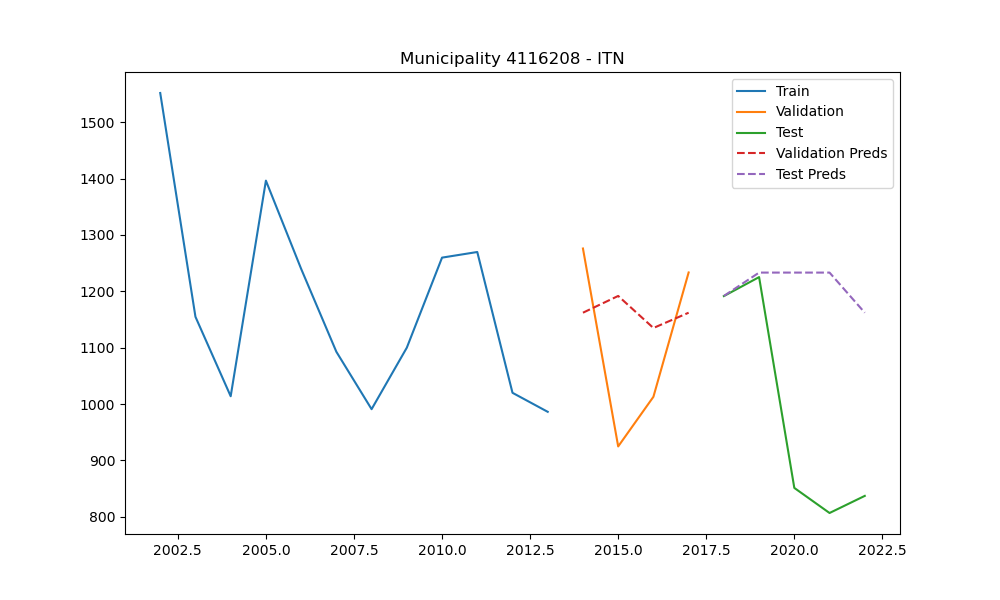 Municipality 4116208 - ITN
Train
Validation
Test
Validation Preds
Test Preds
1500
1400
1300
1200
1100
1000
900
800
2002.5 2005.0 2007.5 2010.0 2012.5 2015.0 2017.5 2020.0 2022.5